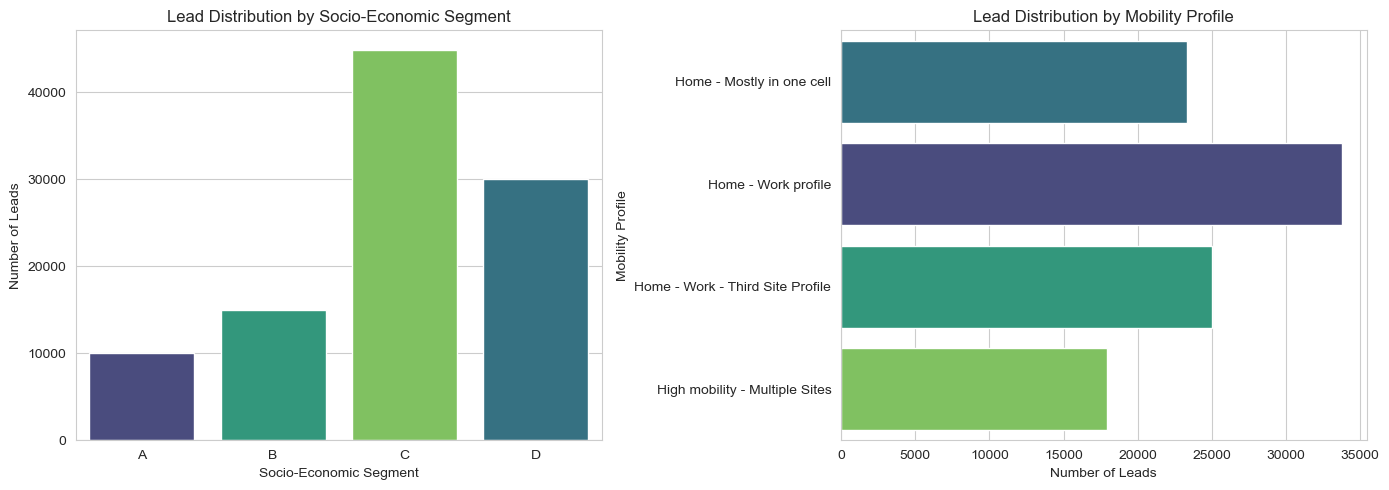 Lead Distribution by Socio-Economic Segment
Number of Leads
40000
30000
20000
10000
0
A B C D
Socio-Economic Segment
Lead Distribution by Mobility Profile
Mobility Profile
Home - Mostly in one cell
Home - Work profile
Home - Work - Third Site Profile
High mobility - Multiple Sites
0 5000 10000 15000 20000 25000 30000 35000
Number of Leads